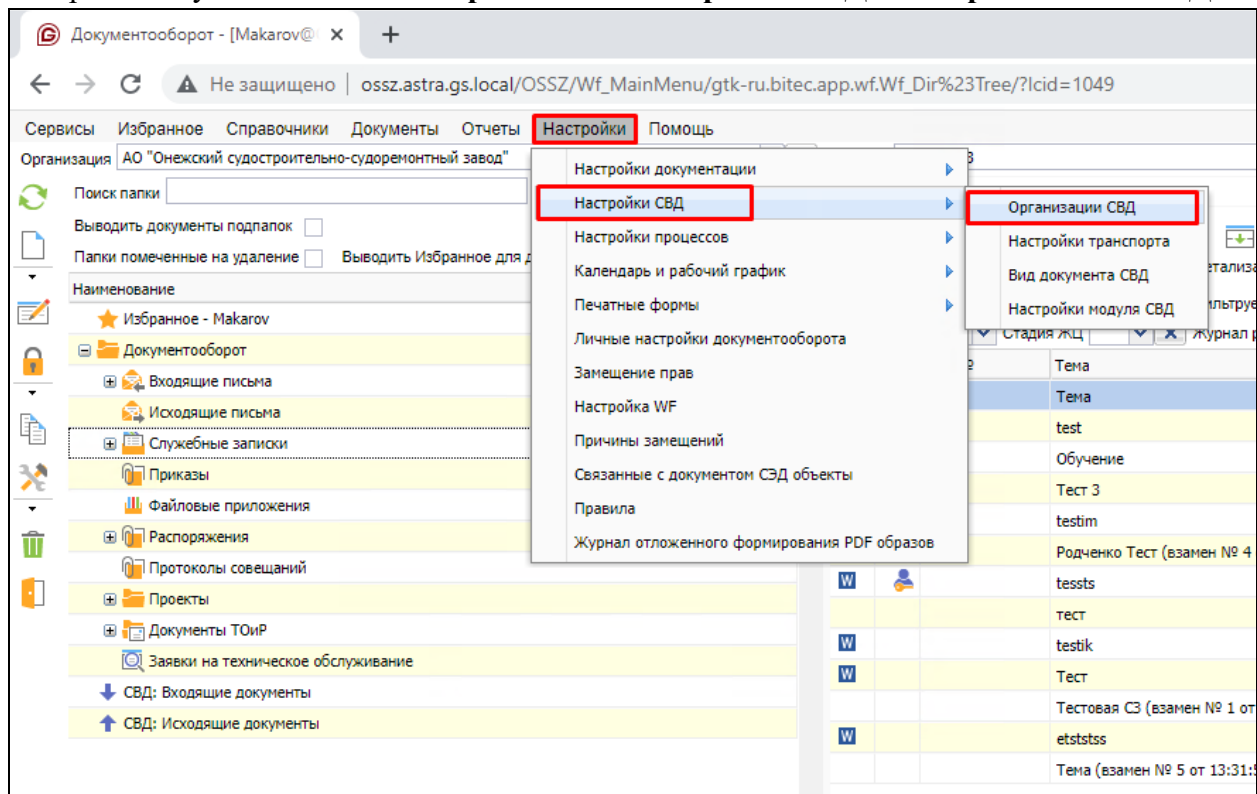 Документооборот - [Makarov@
Не защищено | ossz.astra.gs.local/OSSZ/Wf_MainMenu/gtk-ru.bitec.app.wf.Wf_Dir%23Tree/?lcid=1049
Сервисы Избранное Справочники Документы Отчеты Настройки Помощь
Организация АО "Онежский судостроительно-судоремонтный завод"
Поиск папки
Выводить документы подпапок
Папки помеченные на удаление Выводить Избранное для
Наименование
Избранное - Makarov
Документооборот
Входящие письма
Исходящие письма
Служебные записки
Приказы
Файловые приложения
Распоряжения
Протоколы совещаний
Проекты
Документы ТОиР
Заявки на техническое обслуживание
СВД: Входящие документы
СВД: Исходящие документы
Настройки документации
Настройки СВД
Настройки процессов
Календарь и рабочий график
Печатные формы
Личные настройки документооборота
Замещение прав
Настройка WF
Причины замещений
Связанные с документом СЭД объекты
Правила
Журнал отложенного формирования PDF образов
Организации СВД
Настройки транспорта
Вид документа СВД
Настройки модуля СВД
Стадия ЖЦ Журнал
Тема
Тема
test
Обучение
Тест 3
testim
Родченко Тест (взамен № 4
tessts
тест
testik
Тест
Тестовая СЗ (взамен № 1 от
etststss
Тема (взамен № 5 от 13:31: